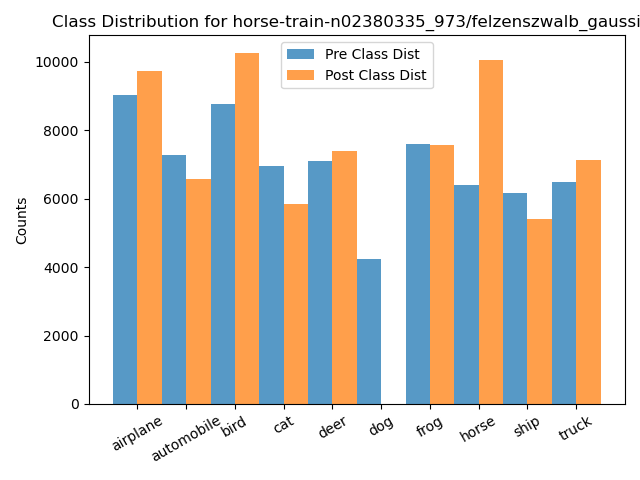 Class Distribution for horse-train-n02380335_973/felzenszwalb_gaussi
Pre Class Dist
Post Class Dist
Counts
10000
8000
6000
4000
2000
0
airplane
automobile
bird
cat
deer
dog
frog
horse
ship
truck